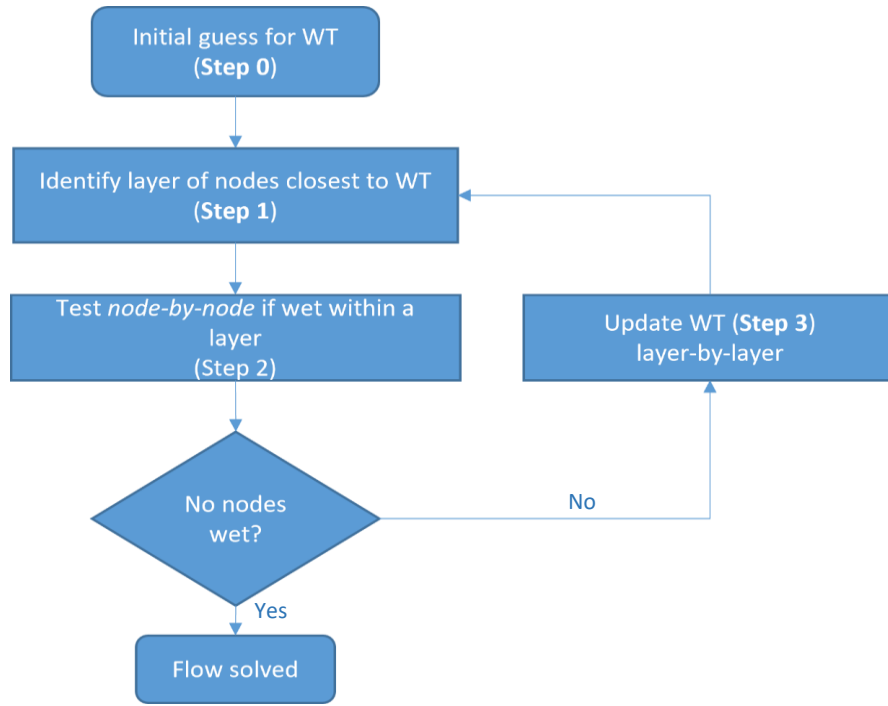 Initial guess for WT
(Step 0)
Identify layer of nodes closest to WT
(Step 1)
Test node-by-node if wet within a
layer
(Step 2)
Update WT (Step 3)
layer-by-layer
No nodes
wet?
No
Yes
Flow solved